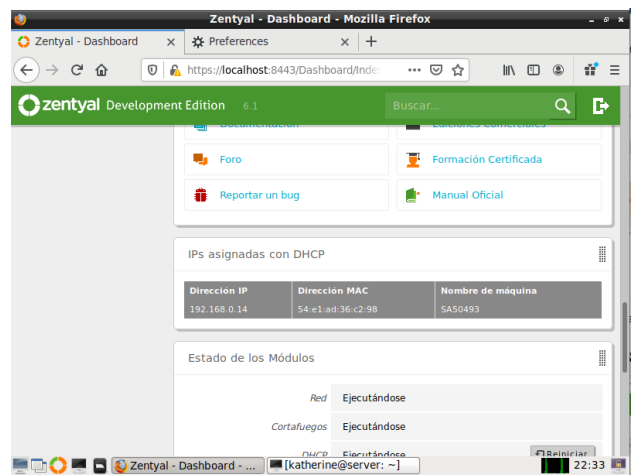 Zentyal - Dashboard - Mozilla Firefox
Zentyal - Dashboard × Preferences × +
https://localhost:8443/Dashboard/Inde
zentyal Development Edition 6.1 Buscar...
Documentación Ediciones Comerciales
Foro Formación Certificada
Reportar un bug Manual Oficial
IPs asignadas con DHCP
Dirección IP Dirección MAC Nombre de máquina
192.168.0.14 54:e1:ad:36:c2:98 SA50493
Estado de los Módulos
Red Ejecutándose
Cortafuegos Ejecutándose
DHCP Ejecutándose Reiniciar
Zentyal - Dashboard - ... [katherine@server: ~] 22:33